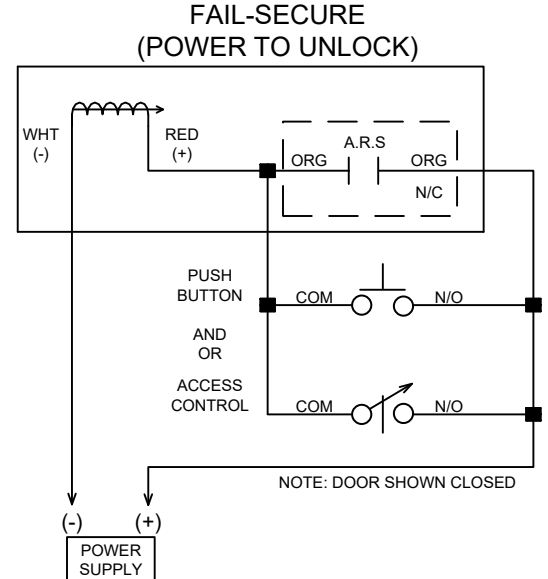 FAIL-SECURE
(POWER TO UNLOCK)
WHT
(-)
RED
(+)
A.R.S
ORG
ORG
N/C
PUSH
BUTTON
COM
N/O
AND
OR
ACCESS
CONTROL
COM
N/O
NOTE: DOOR SHOWN CLOSED
(-)
(+)
POWER
SUPPLY